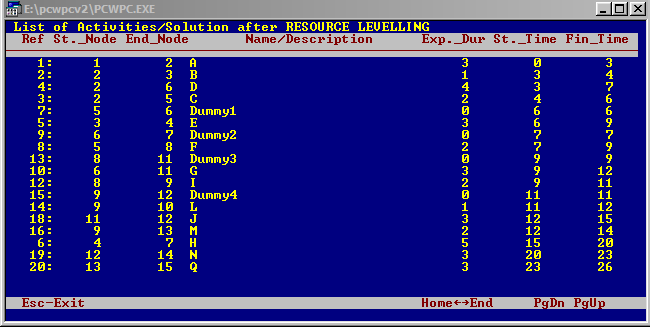 E:\pcwpcv2\PCWPC.EXE
List of Activities/Solution after RESOURCE LEVELLING
Ref St._Node End_Node Name/Description Exp._Dur St._Time Fin_Time
1: 1 2 A 3 0 3
2: 2 3 B 1 3 4
4: 2 6 D 4 3 7
3: 2 5 C 2 4 6
7: 5 6 Dummy1 0 6 6
5: 3 4 E 3 6 9
9: 6 7 Dummy2 0 7 7
8: 5 8 F 2 7 9
13: 8 11 Dummy3 0 9 9
10: 6 11 G 3 9 12
12: 8 9 I 2 9 11
15: 9 12 Dummy4 0 11 11
14: 9 10 L 1 11 12
18: 11 12 J 3 12 15
16: 9 13 M 2 12 14
6: 4 7 H 5 15 20
19: 12 14 N 3 20 23
20: 13 15 Q 3 23 26
Esc-Exit Home↔End PgDn PgUp